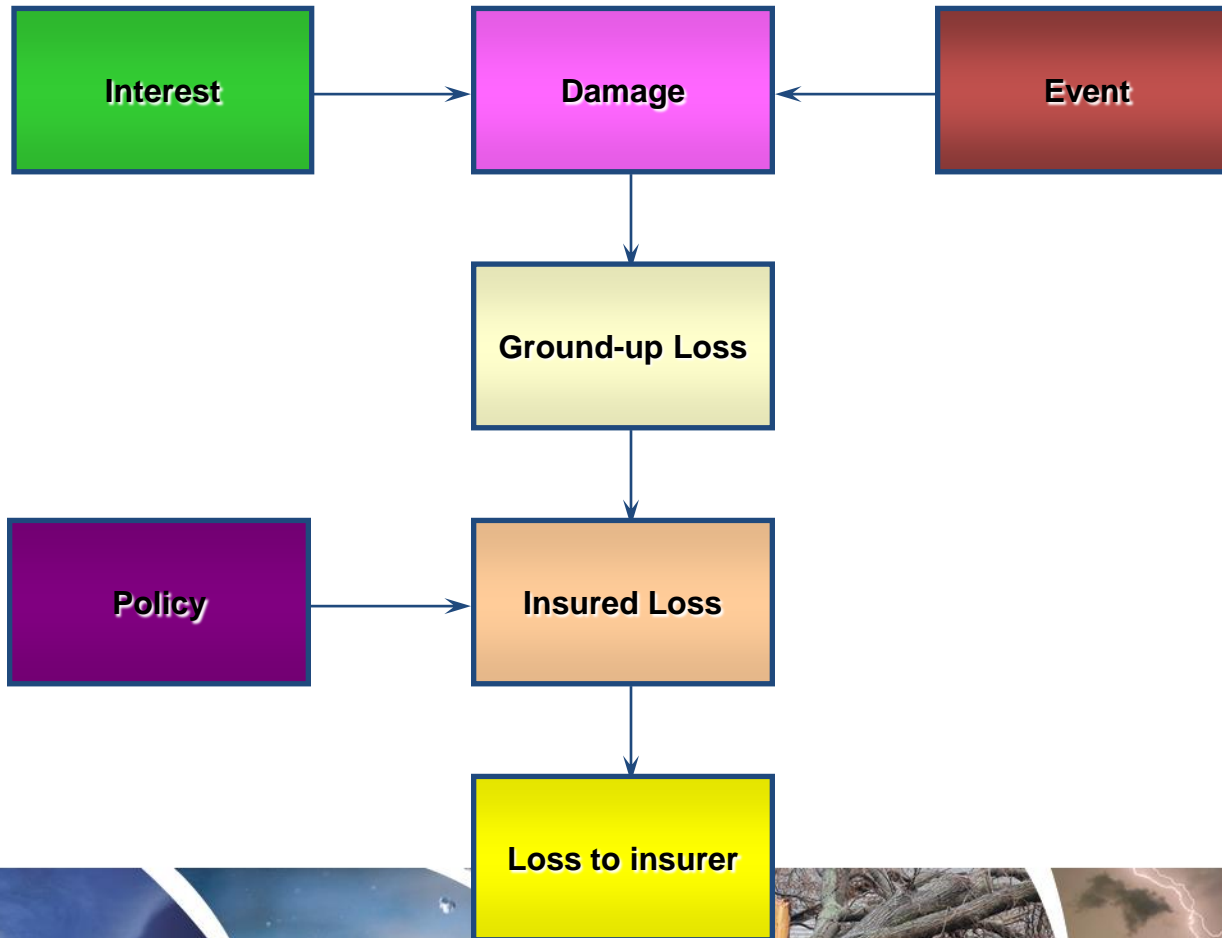 Interest
Damage
Event
Ground-up Loss
Policy
Insured Loss
Loss to insurer